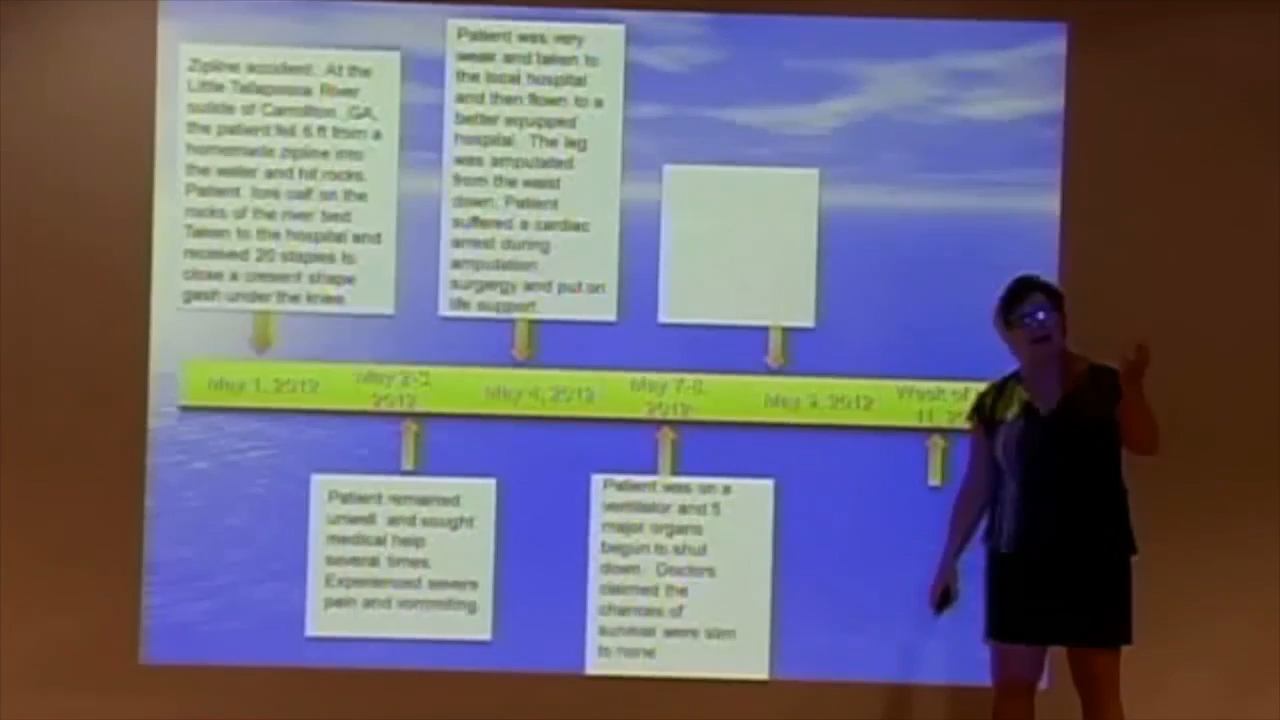 Zipline accident. At the
Little Tallapoosa River
outside of Carrollton, GA,
the patient fell 6 ft from a
homemade zipline into
the water and hit rocks.
Patient tore calf on the
rocks of the river bed.
Taken to the hospital and
received 20 staples to
close a cresent shape
gash under the knee.
Patient was very
weak and taken to
the local hospital
and then flown to a
better equipped
hospital. The leg
was amputated
from the waist
down. Patient
suffered a cardiac
arrest during
amputation
surgergy and put on
life support.
May 1, 2012
May 2-3,
2012
May 4, 2012
May 7-8,
2012
May 9, 2012
Week of
11,
Patient remained
unwell and sought
medical help
several times.
Experienced severe
pain and vommiting.
Patient was on a
ventilator and 5
major organs
begun to shut
down. Doctors
claimed the
chances of
survival were slim
to none